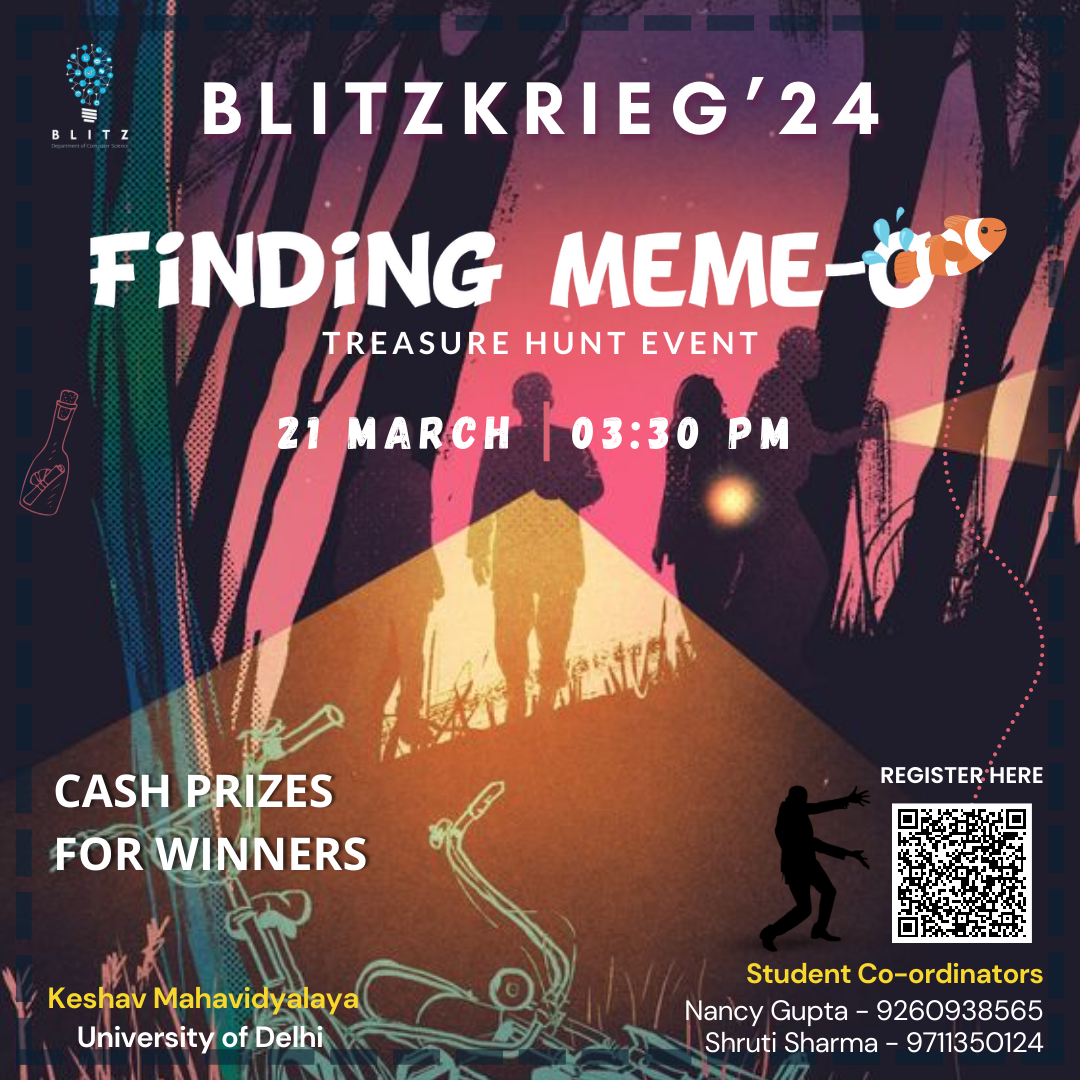 BLITZ
Department of Computer Science
BLITZKRIEG'24
FiNDiNG MEME-O
TREASURE HUNT EVENT
21 MARCH | 03:30 PM
CASH PRIZES
FOR WINNERS
REGISTER HERE
Student Co-ordinators
Nancy Gupta - 9260938565
Shruti Sharma - 9711350124
Keshav Mahavidyalaya
University of Delhi